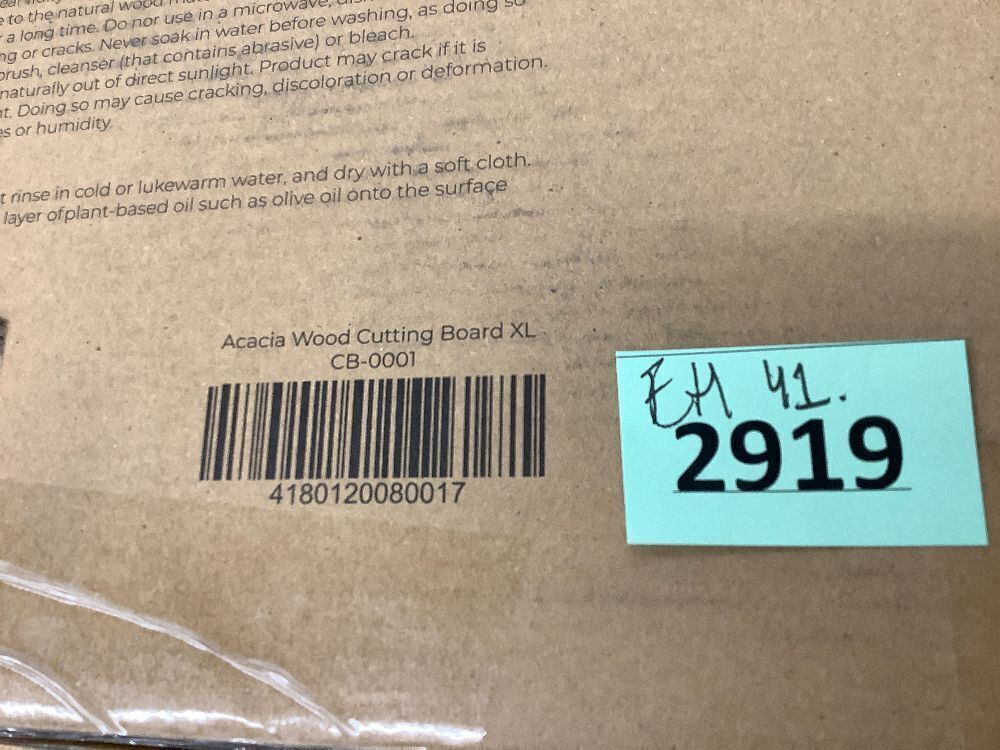 to the natural wood
a long time. Do nor use in a microwave,
or cracks. Never soak in water before washing, as doing so
brush, cleanser (that contains abrasive) or bleach.
naturally out of direct sunlight. Product may crack if it is
Doing so may cause cracking, discoloration or deformation.
or humidity.
rinse in cold or lukewarm water, and dry with a soft cloth.
layer ofplant-based oil such as olive oil onto the surface
Acacia Wood Cutting Board XL
CB-0001
4180120080017
EH 41.
2919